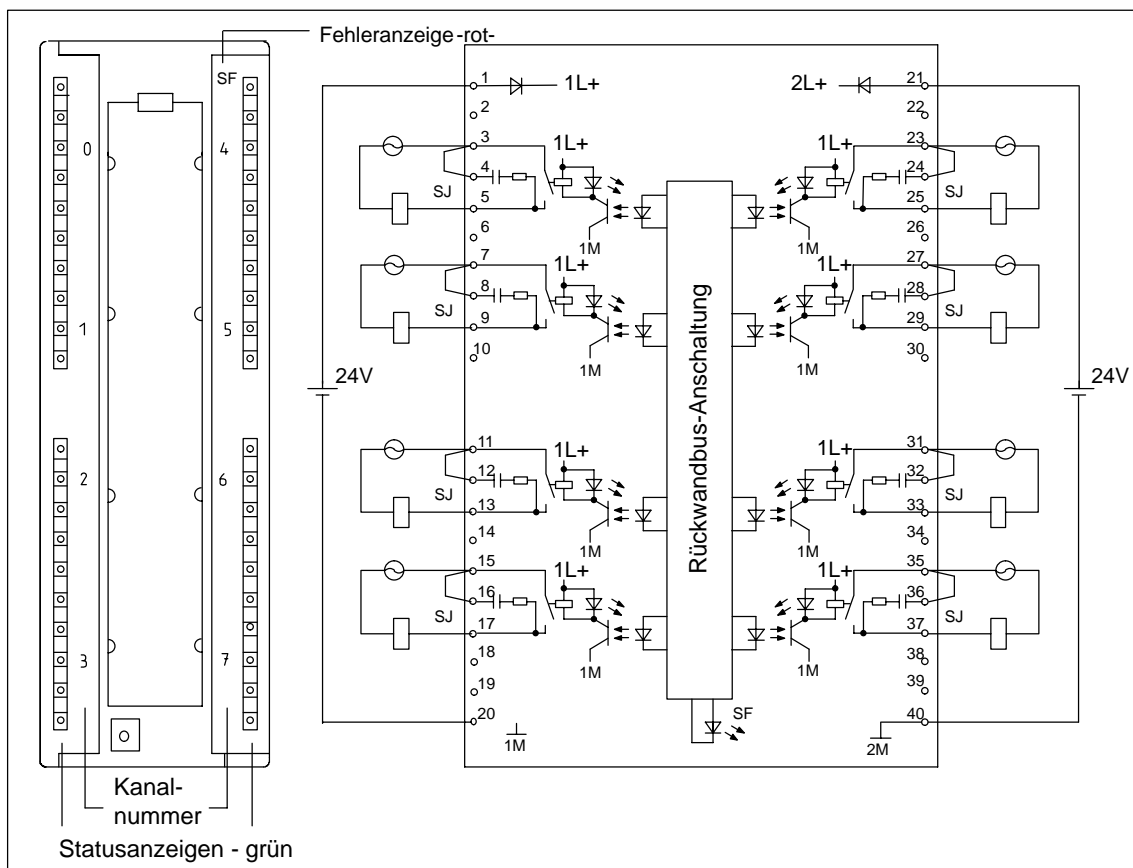 Fehleranzeige-rot-
SF
0
1
2
3
4
5
6
7
Kanal-
nummer
Statusanzeigen - grün
24V
1
1L+
2
3
1L+
4
SJ
5
6
1M
7
1L+
8
SJ
9
10
1M
11
1L+
12
SJ
13
14
1M
15
1L+
16
SJ
17
18
1M
19
20
1M
Rückwandbus-Anschaltung
SF
2L+
21
22
23
1L+
24
SJ
25
26
1M
27
1L+
28
SJ
29
30
1M
31
1L+
32
SJ
33
34
1M
35
1L+
36
SJ
37
38
1M
39
40
2M
24V